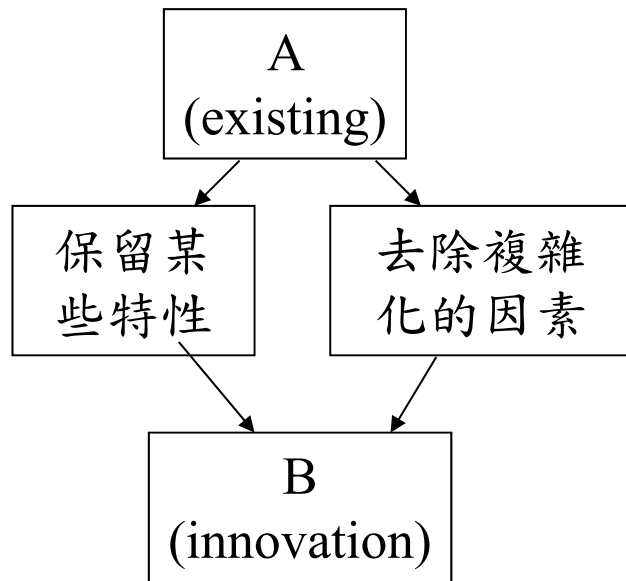 A
(existing)
保留某
些特性
去除複雜
化的因素
B
(innovation)